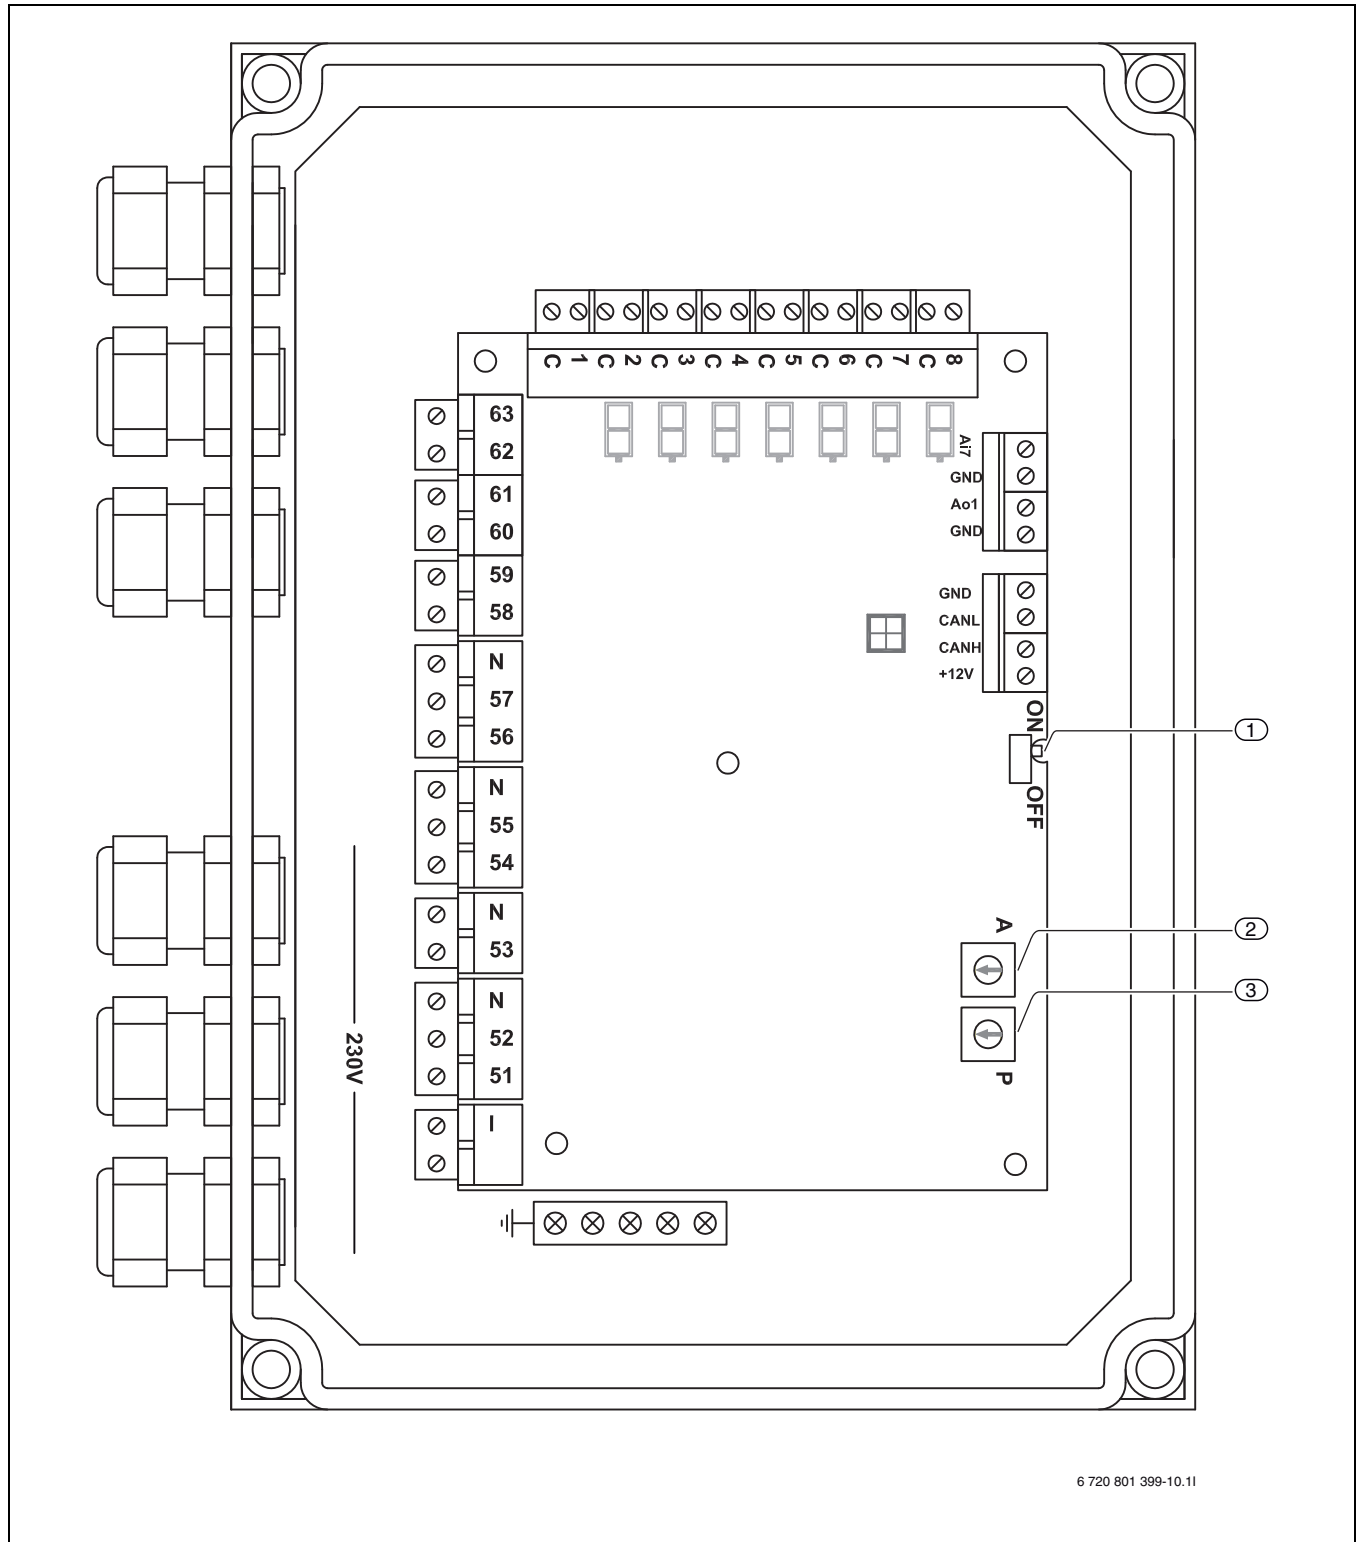 C 1 C 2 C 3 C 4 C 5 C 6 C 7 C 8
63
62
61
60
59
58
N
57
56
N
55
54
N
53
N
52
51
I
Ai7
GND
Ao1
GND
GND
CANL
CANH
+12V
ON
OFF
1
A
2
3
P
230V
6 720 801 399-10.1I